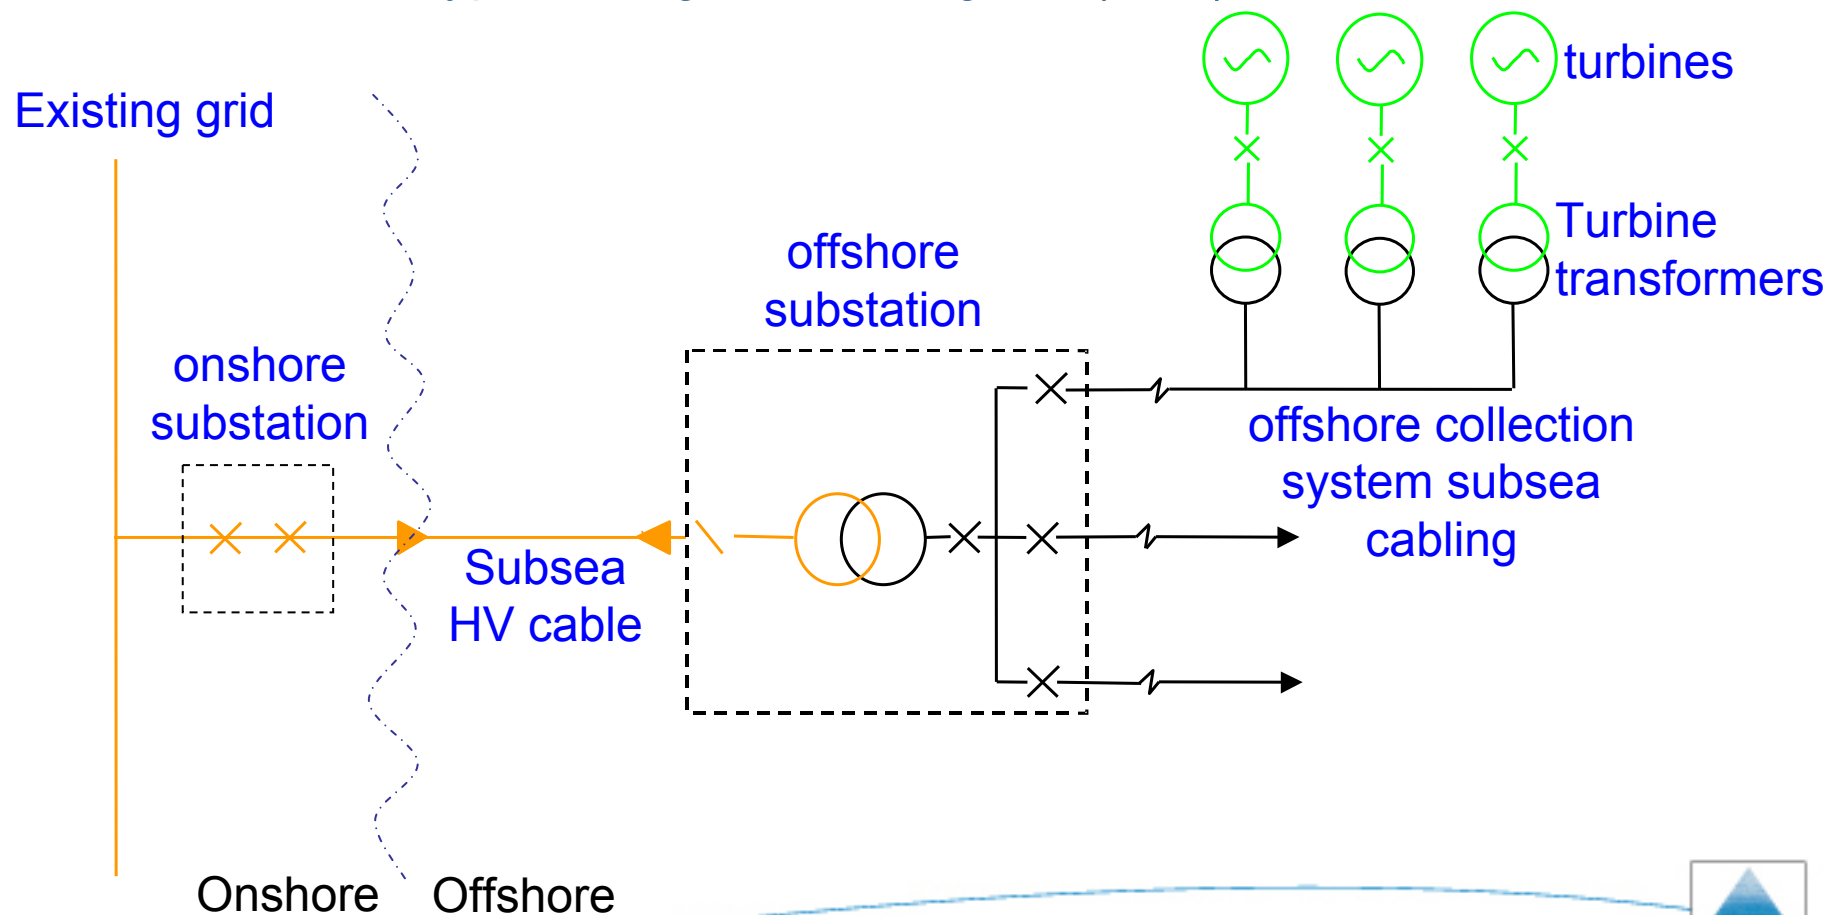 turbines
Existing grid
Turbine
transformers
offshore
substation
onshore
substation
offshore collection
system subsea
cabling
Subsea
HV cable
Onshore
Offshore